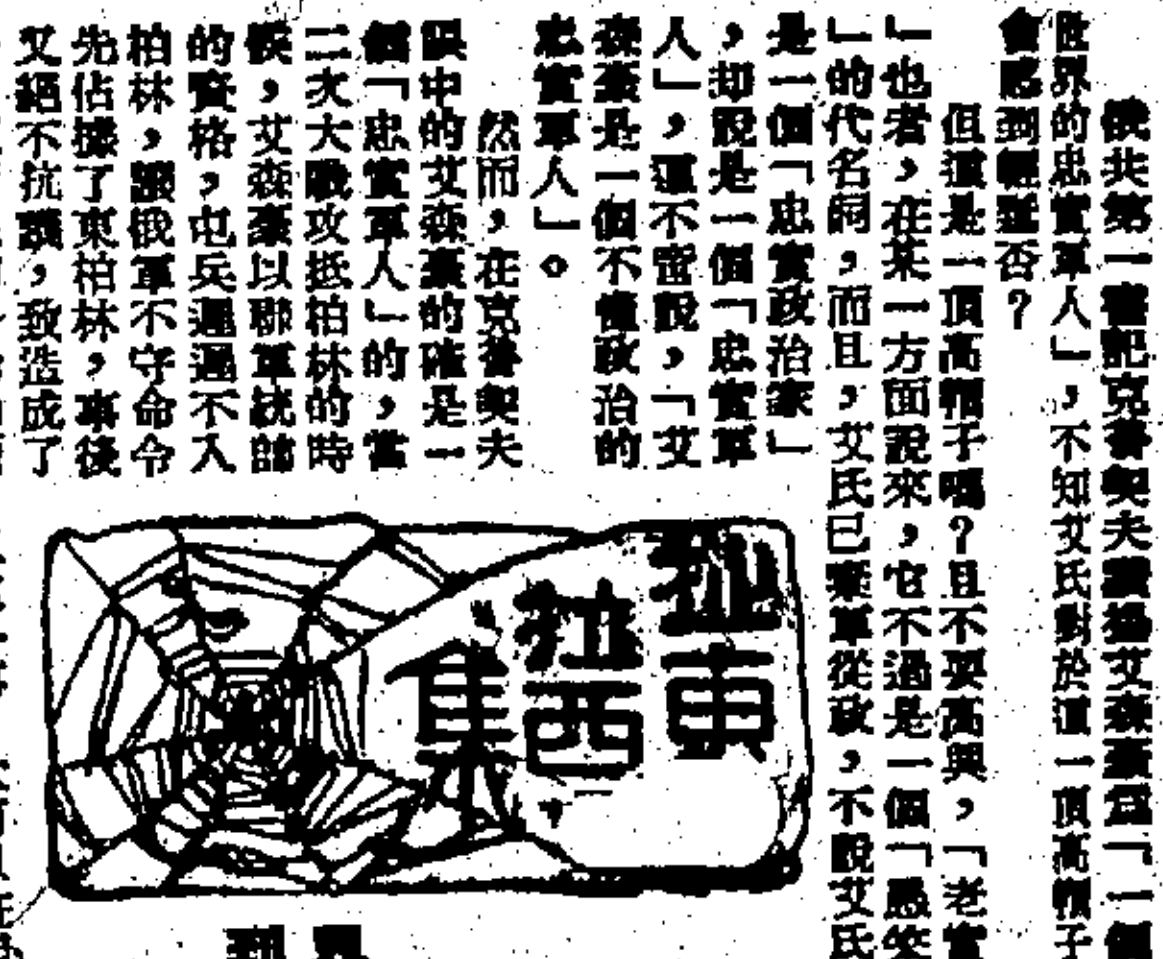 俄共第一書記克魯契夫讚揚艾森豪爲「一個
世界的忠實軍人」，不知艾氏對於這一頂高帽子
會感到輕鬆否？
但這是一頂高帽子嗎？且不要高興，「老實
」也者，在某一方面說來，它不過是一個「愚笨
」的代名詞，而且，艾氏已棄軍從政，不說艾氏
是一個「忠實政治家」
，却說是一個「忠實軍
人」，還不啻說，「艾
森豪是一個不懂政治的
忠實軍人」。
然而，在克魯契夫
眼中的艾森豪的確是一
個「忠實軍人」的，當
二次大戰攻抵柏林的時
候，艾森豪以聯軍統帥
的資格，屯兵遲遲不入
柏林，讓俄軍不守命令
先佔據了東柏林，事後
又絕不抗議，致造成了
拉東
扯西
集